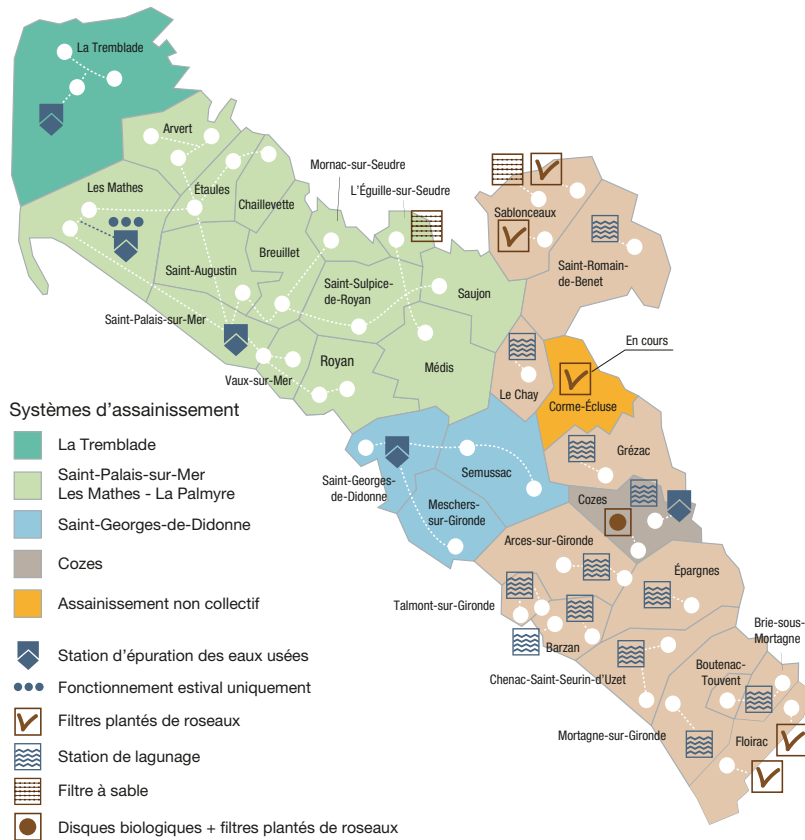 La Tremblade
Arvert
Mornac-sur-Seudre
Les Mathes
Étaules
L'Éguille-sur-Seudre
Chaillevette
Sablonceaux
Breuillet
Saint-Augustin
Saint-Romain-
de-Benet
Saint-Sulpice-
de-Royan
Saujon
Saint-Palais-sur-Mer
En cours
Royan
Médis
Vaux-sur-Mer
Le Chay
Corme-Écluse
Systèmes d'assainissement
La Tremblade
Saint-Palais-sur-Mer
Les Mathes - La Palmyre
Saint-Georges-de-Didonne
Cozes
Assainissement non collectif
Station d'épuration des eaux usées
Fonctionnement estival uniquement
Filtres plantés de roseaux
Station de lagunage
Filtre à sable
Disques biologiques + filtres plantés de roseaux
Grézac
Saint-Georges-
de-Didonne
Semussac
Cozes
Meschers-
sur-Gironde
Arces-sur-Gironde
Épargnes
Talmont-sur-Gironde
Brie-sous-
Mortagne
Barzan
Boutenac-
Touvent
Chenac-Saint-Seurin-d'Uzet
Mortagne-sur-Gironde
Floirac